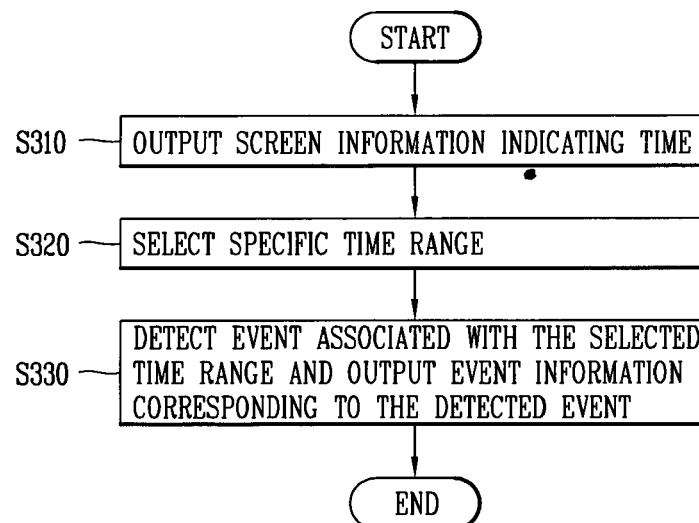 START
S310 OUTPUT SCREEN INFORMATION INDICATING TIME
S320 SELECT SPECIFIC TIME RANGE
DETECT EVENT ASSOCIATED WITH THE SELECTED
S330 TIME RANGE AND OUTPUT EVENT INFORMATION
CORRESPONDING TO THE DETECTED EVENT
END